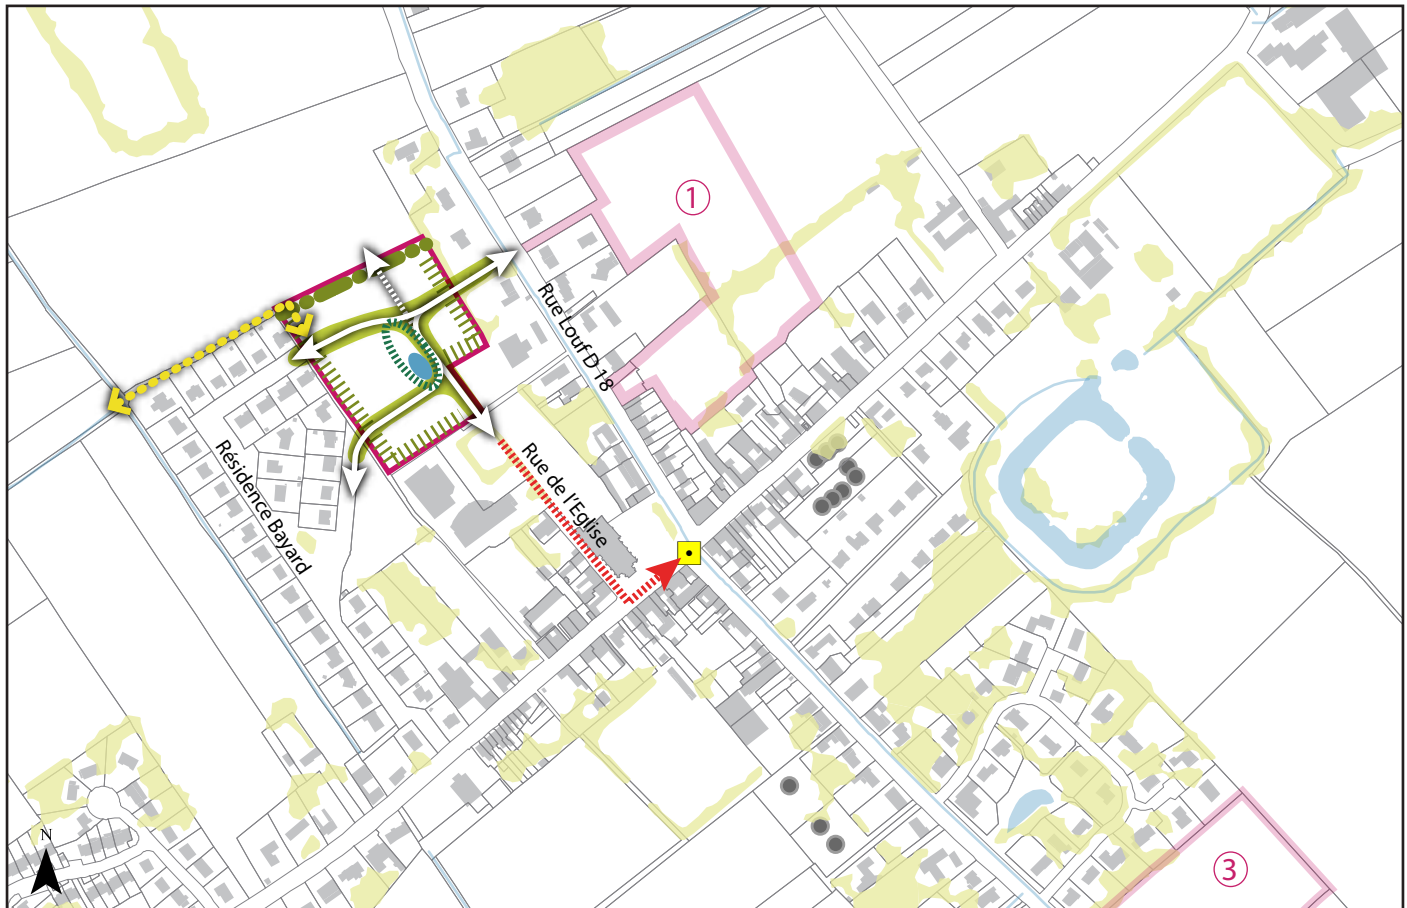 ①
Rue Louf D 18
Rue de l'Eglise
Résidence Bayard
N
③